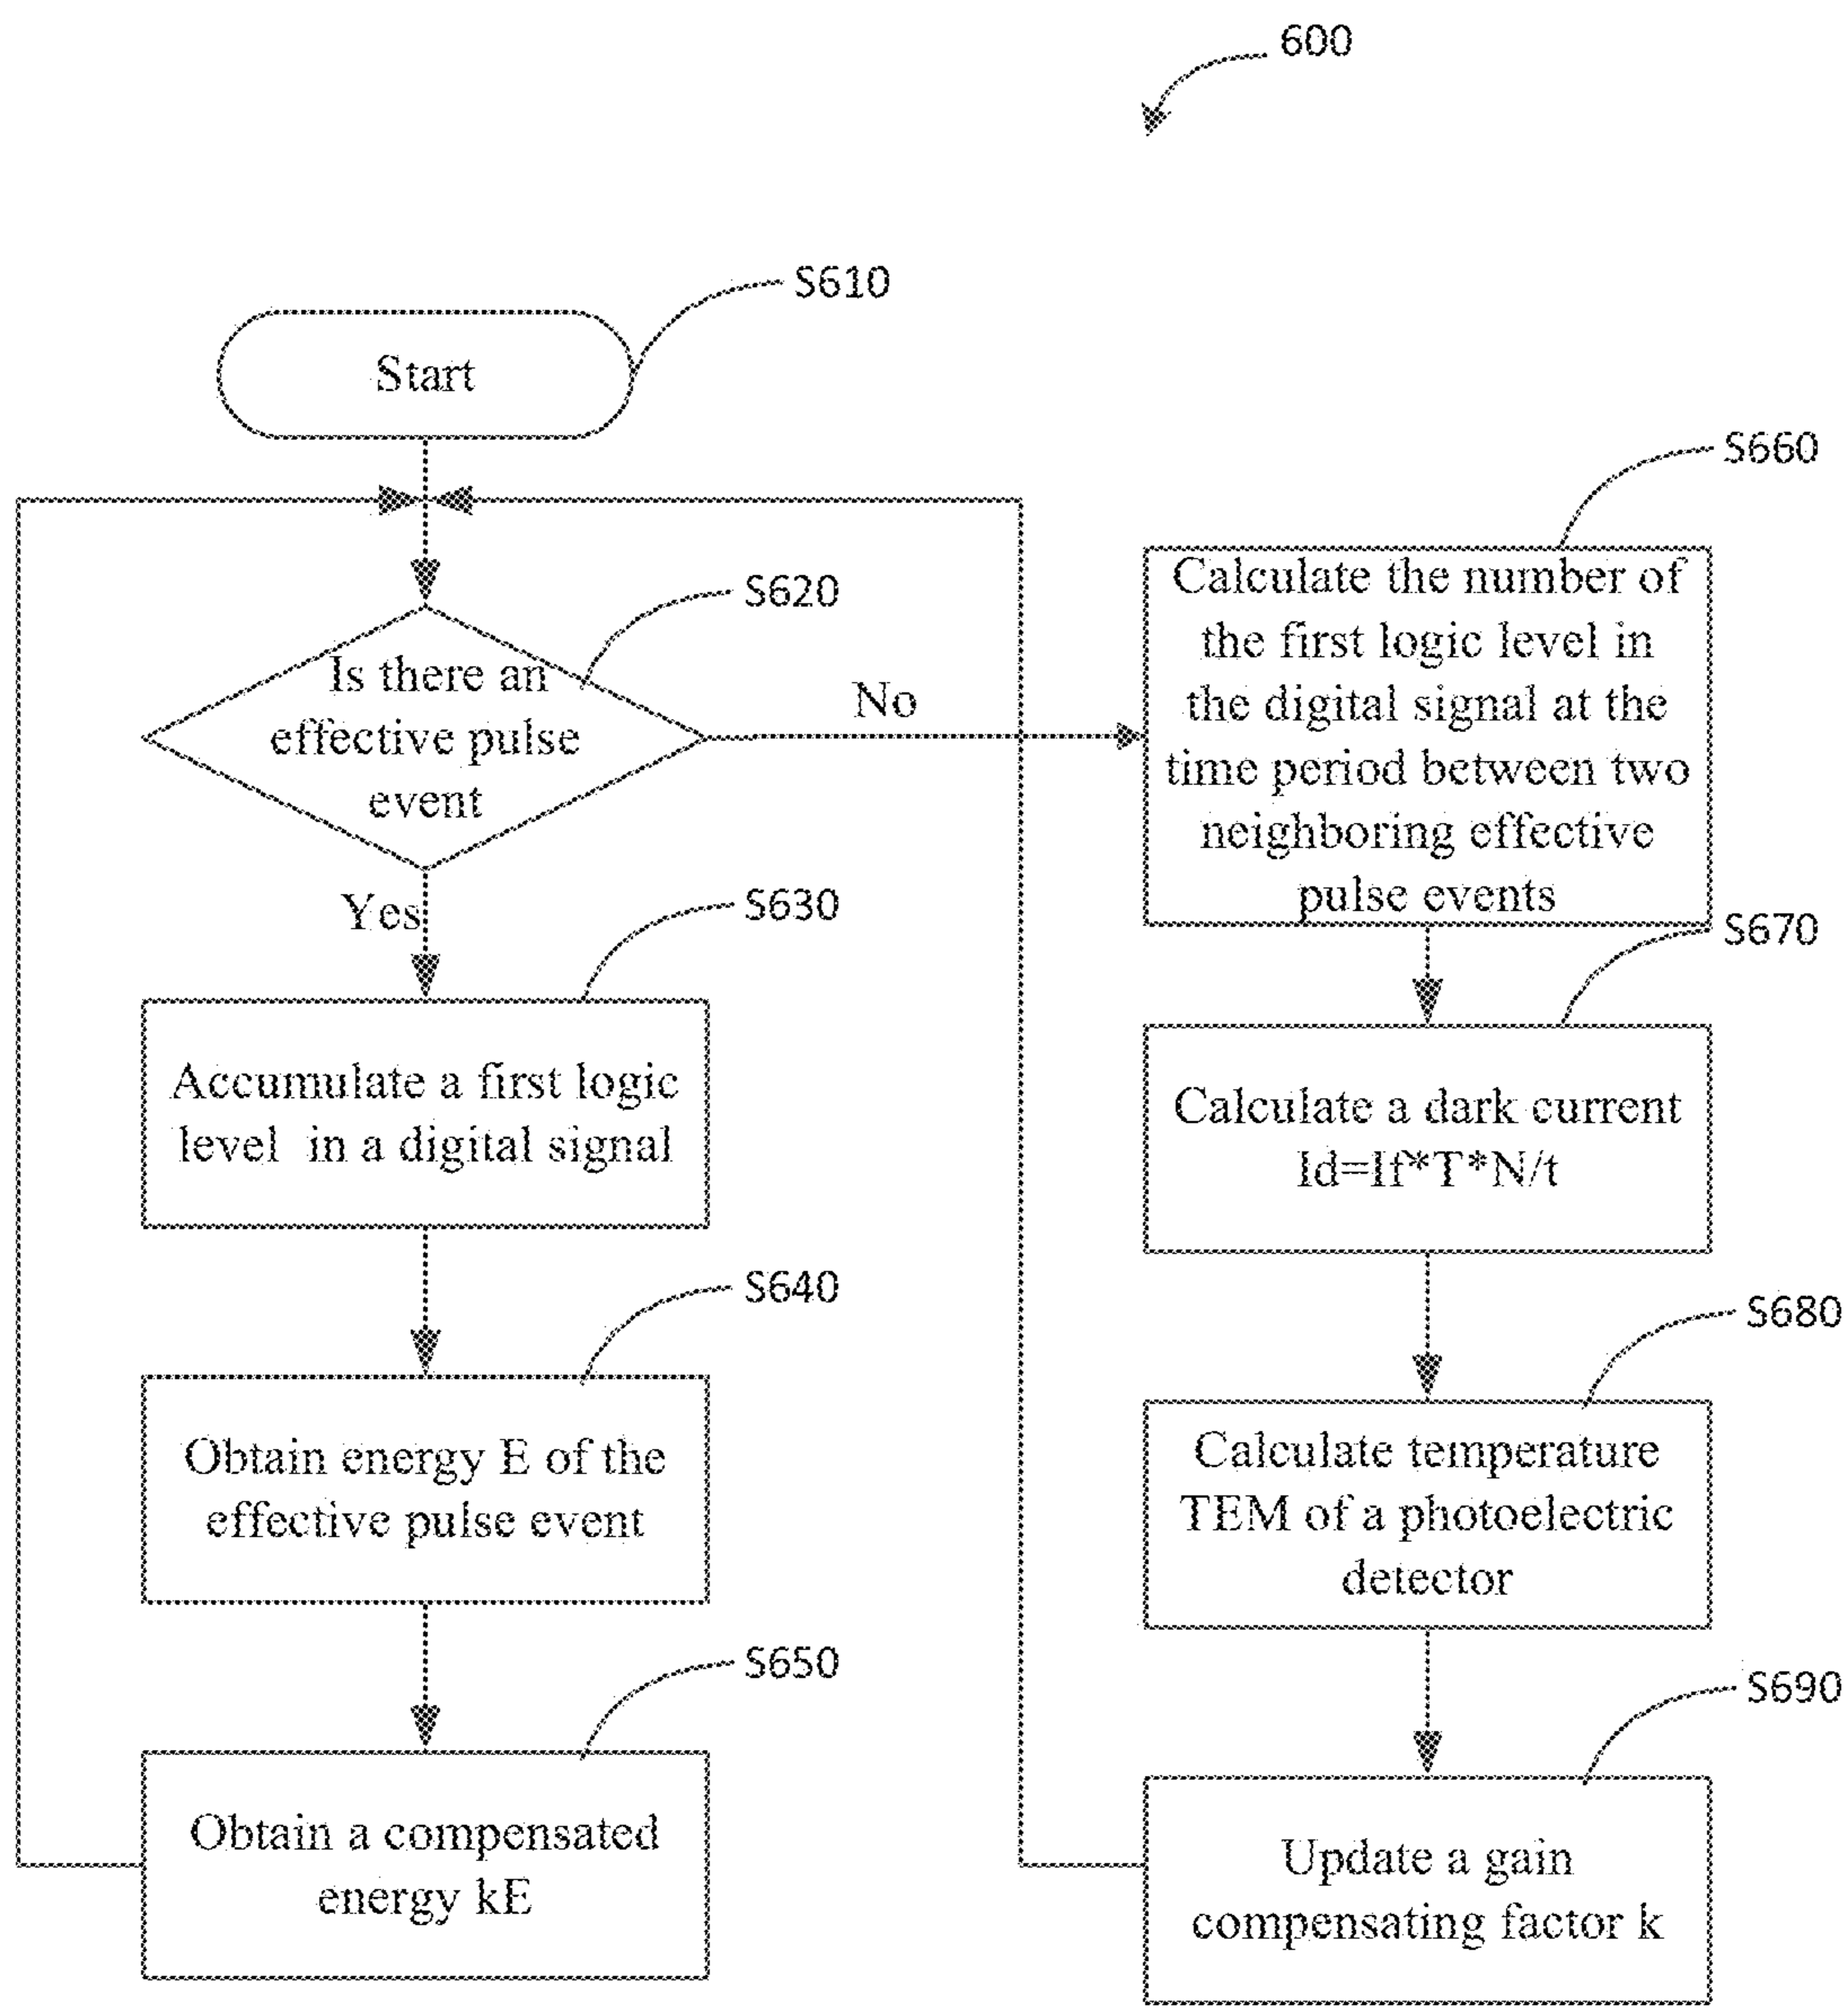 600
S610
Start
S620
Is there an
effective pulse
event
No
Yes
S630
Accumulate a first logic
level in a digital signal
S640
Obtain energy E of the
effective pulse event
S650
Obtain a compensated
energy kE
S660
Calculate the number of
the first logic level in
the digital signal at the
time period between two
neighboring effective
pulse events
S670
Calculate a dark current
Id=If*T*N/t
S680
Calculate temperature
TEM of a photoelectric
detector
S690
Update a gain
compensating factor k